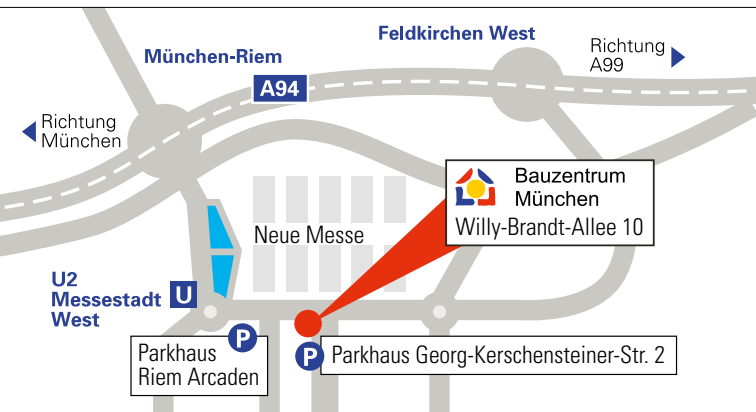 Feldkirchen West
Richtung
A99
München-Riem
A94
Richtung
München
Bauzentrum
München
Willy-Brandt-Allee 10
Neue Messe
U2
Messestadt
West
U
P
Parkhaus
Riem Arcaden
P
Parkhaus Georg-Kerschensteiner-Str. 2